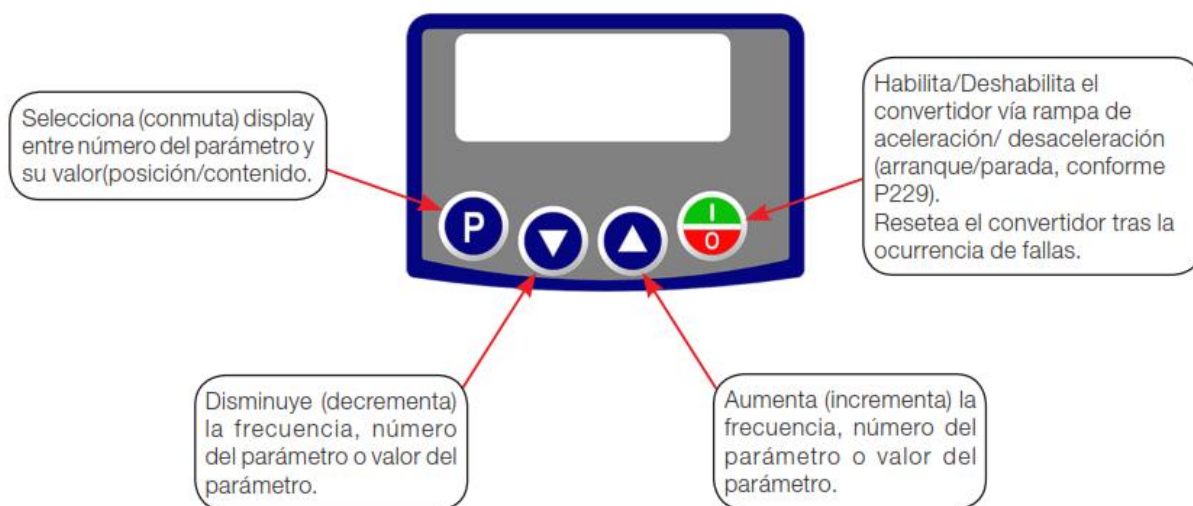 Selecciona (conmuta) display
entre número del parámetro y
su valor(posición/contenido.
Habilita/Deshabilita el
convertidor vía rampa de
aceleración/ desaceleración
(arranque/parada, conforme
P229).
Resetea el convertidor tras la
ocurrencia de fallas.
P
I
0
Disminuye (decrementa)
la frecuencia, número
del parámetro o valor del
parámetro.
Aumenta (incrementa) la
frecuencia, número del
parámetro o valor del
parámetro.